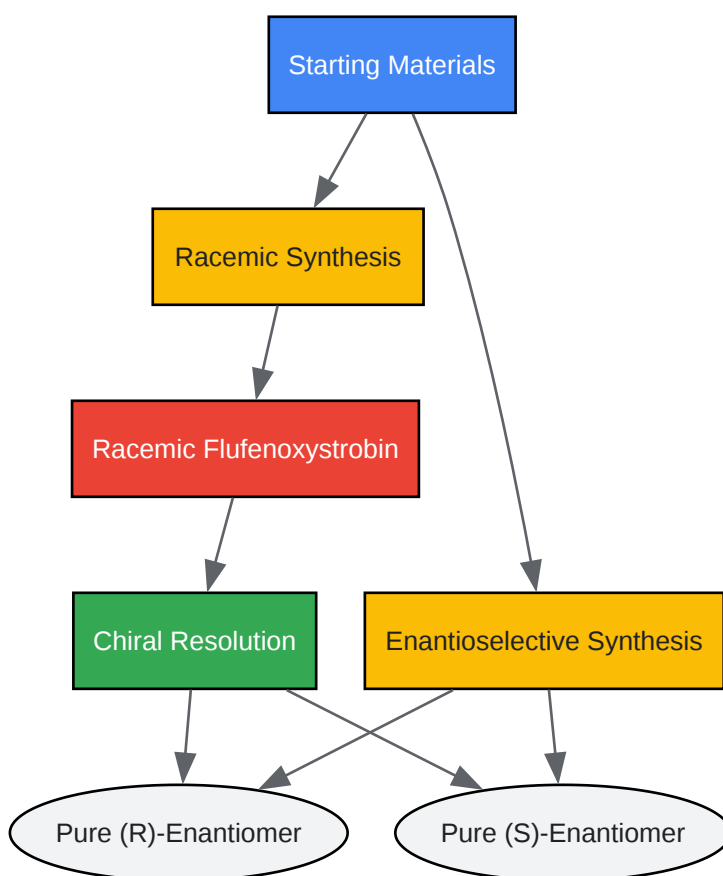 Starting Materials
Racemic Synthesis
Racemic Flufenoxystrobin
Chiral Resolution
Enantioselective Synthesis
Pure (R)-Enantiomer
Pure (S)-Enantiomer